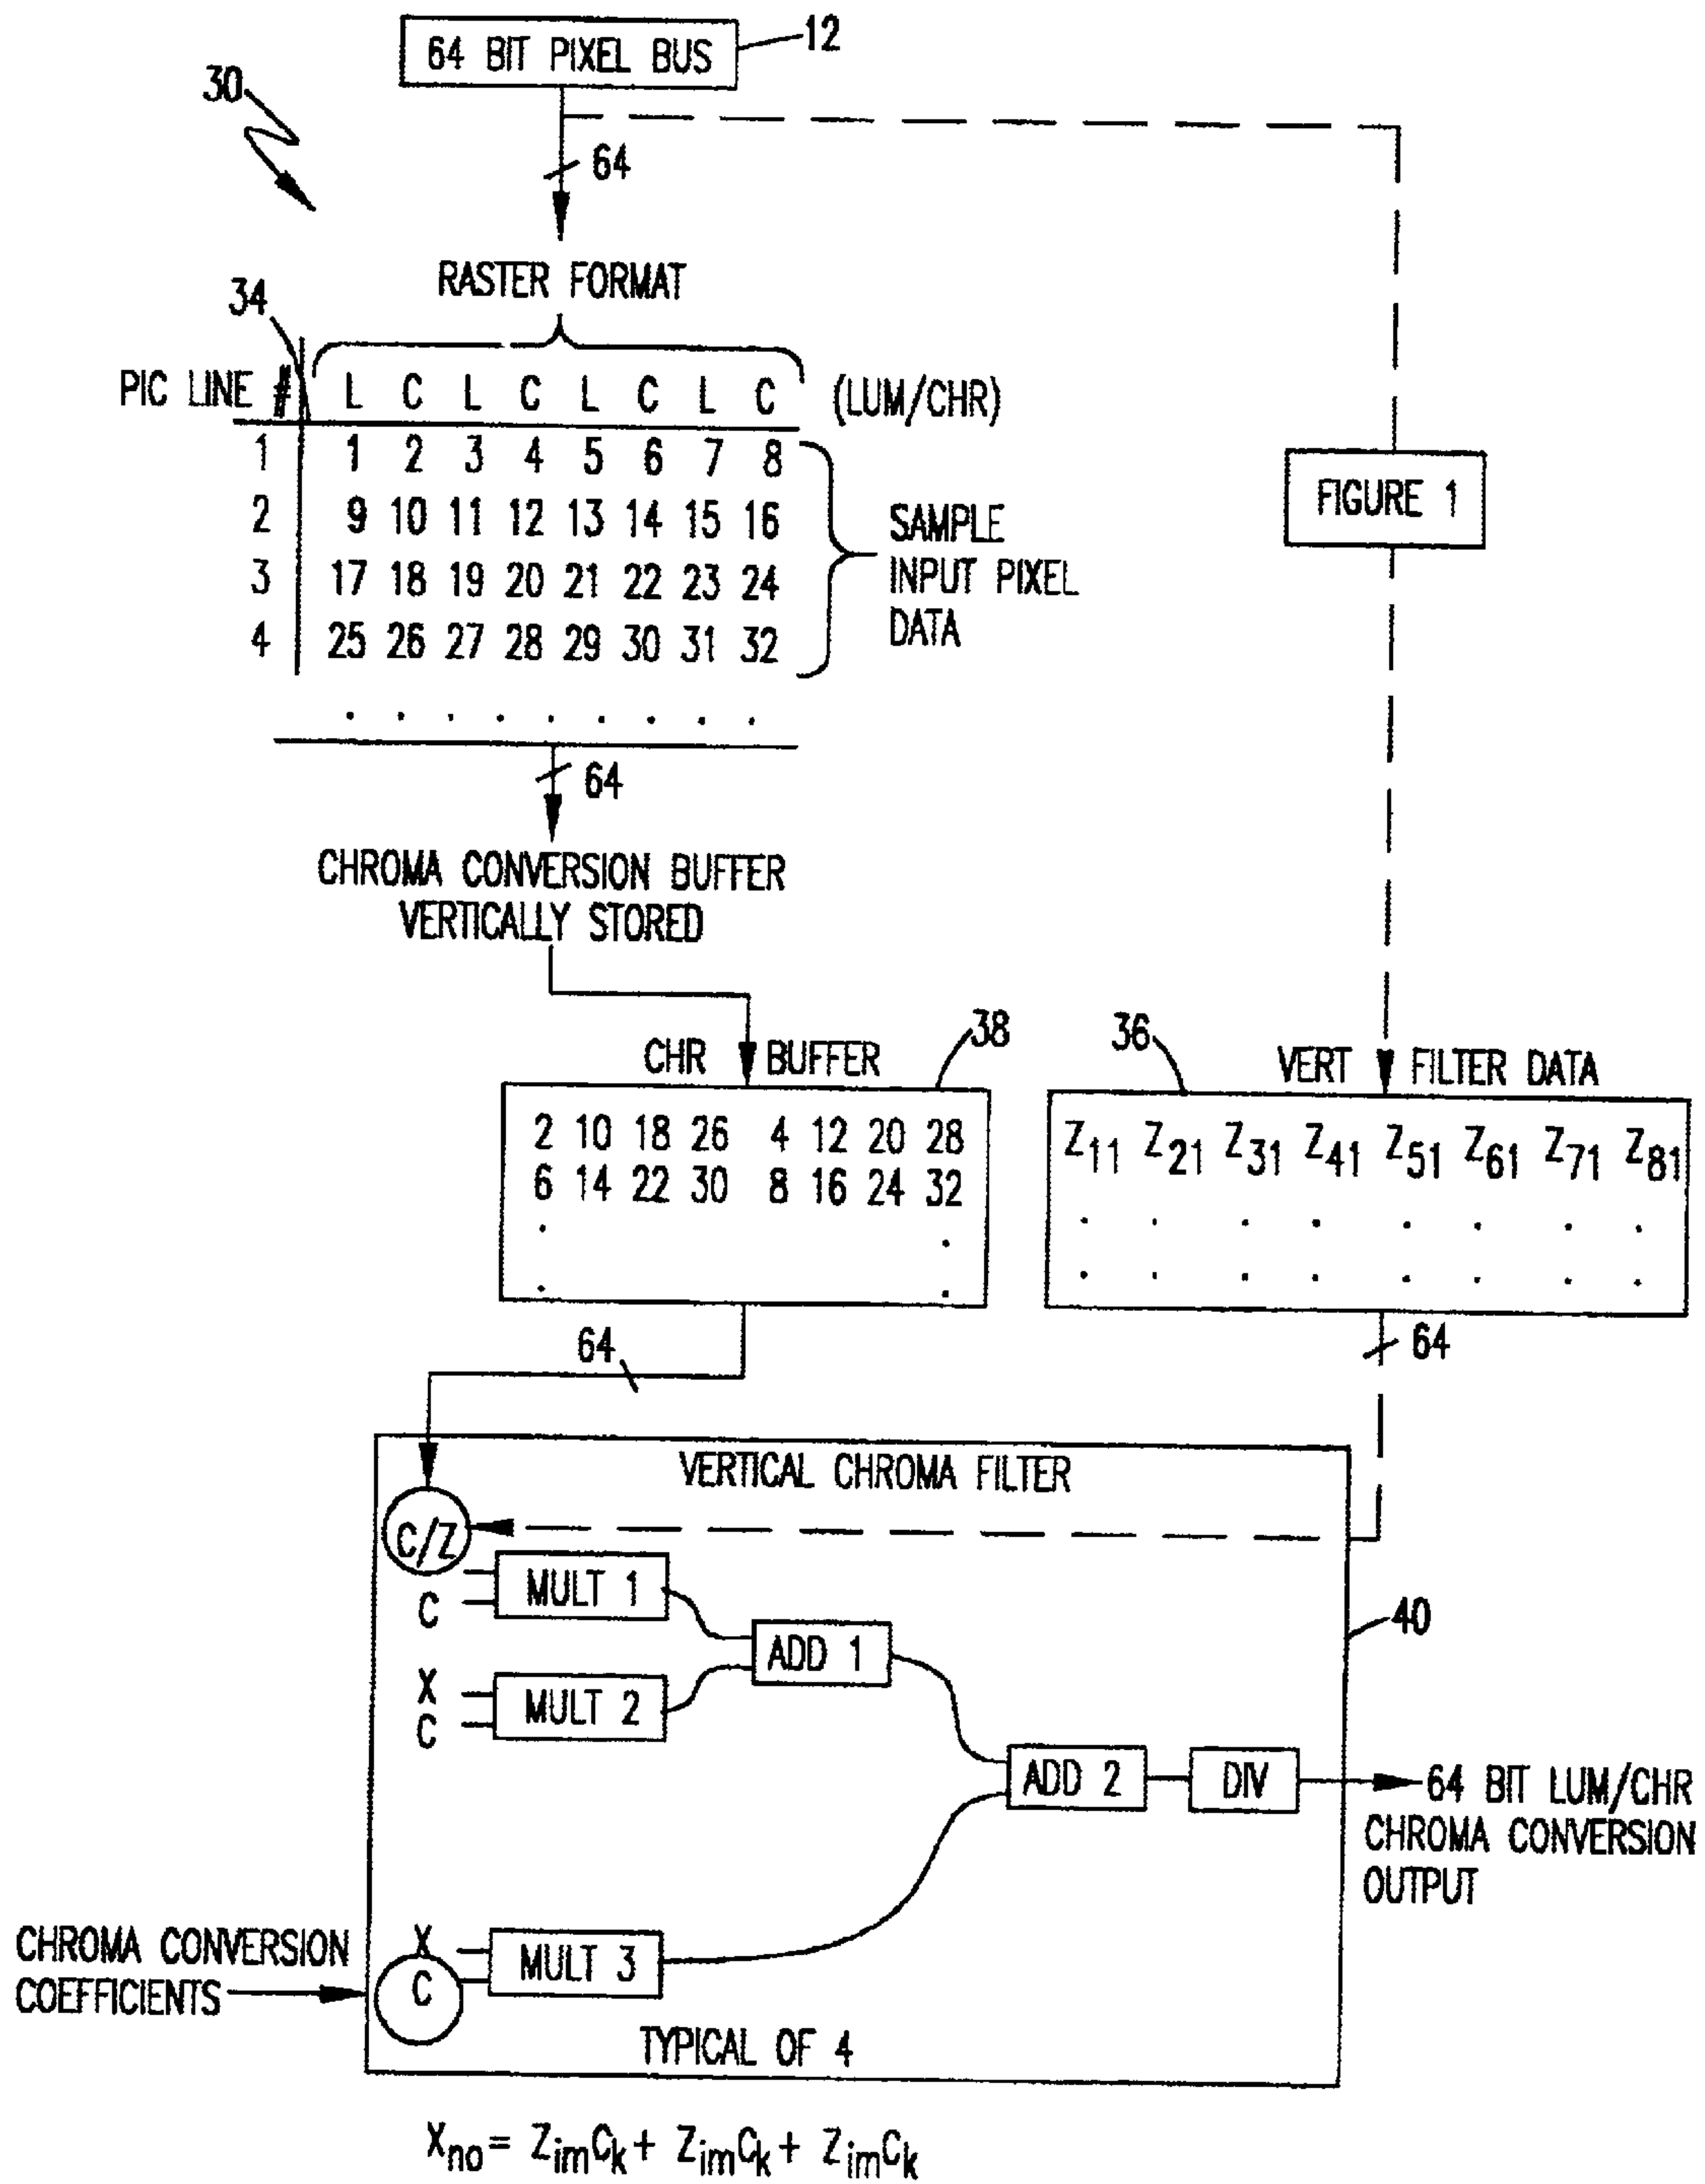 64 BIT PIXEL BUS
12
30
64
RASTER FORMAT
34
PIC LINE # L C L C L C L C (LUM/CHR)
1 1 2 3 4 5 6 7 8
2 9 10 11 12 13 14 15 16
3 17 18 19 20 21 22 23 24
4 25 26 27 28 29 30 31 32
SAMPLE
INPUT PIXEL
DATA
FIGURE 1
. . . . . . . . .
64
CHROMA CONVERSION BUFFER
VERTICALLY STORED
CHR BUFFER
38
2 10 18 26 4 12 20 28
6 14 22 30 8 16 24 32
. .
. .
36
VERT FILTER DATA
Z11 Z21 Z31 Z41 Z51 Z61 Z71 Z81
. . . . . . . .
. . . . . . . .
64
64
VERTICAL CHROMA FILTER
C/Z
C
MULT 1
X
C
MULT 2
ADD 1
40
ADD 2
DIV
64 BIT LUM/CHR
CHROMA CONVERSION
OUTPUT
CHROMA CONVERSION
COEFFICIENTS
X
C
MULT 3
TYPICAL OF 4
Xno = ZimCk + ZimCk + ZimCk